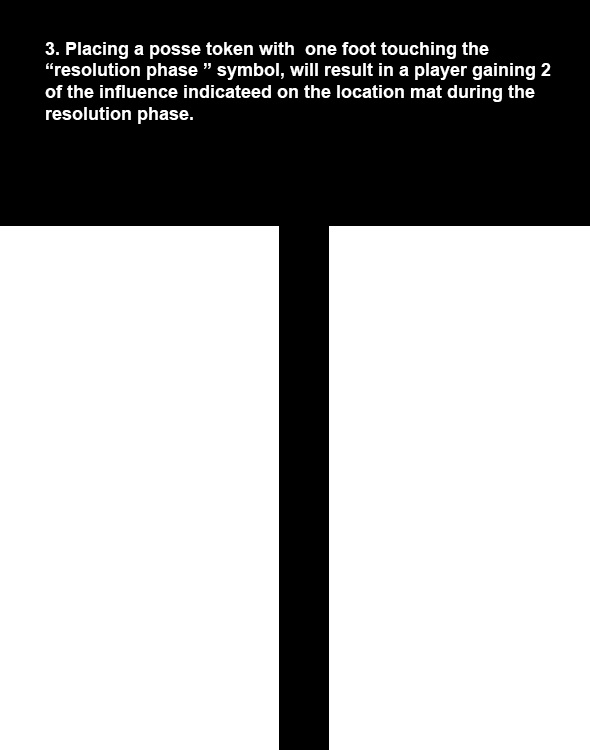 3. Placing a posse token with  one foot touching the
“resolution phase ” symbol, will result in a player gaining 2
of the influence indicateed on the location mat during the
resolution phase.